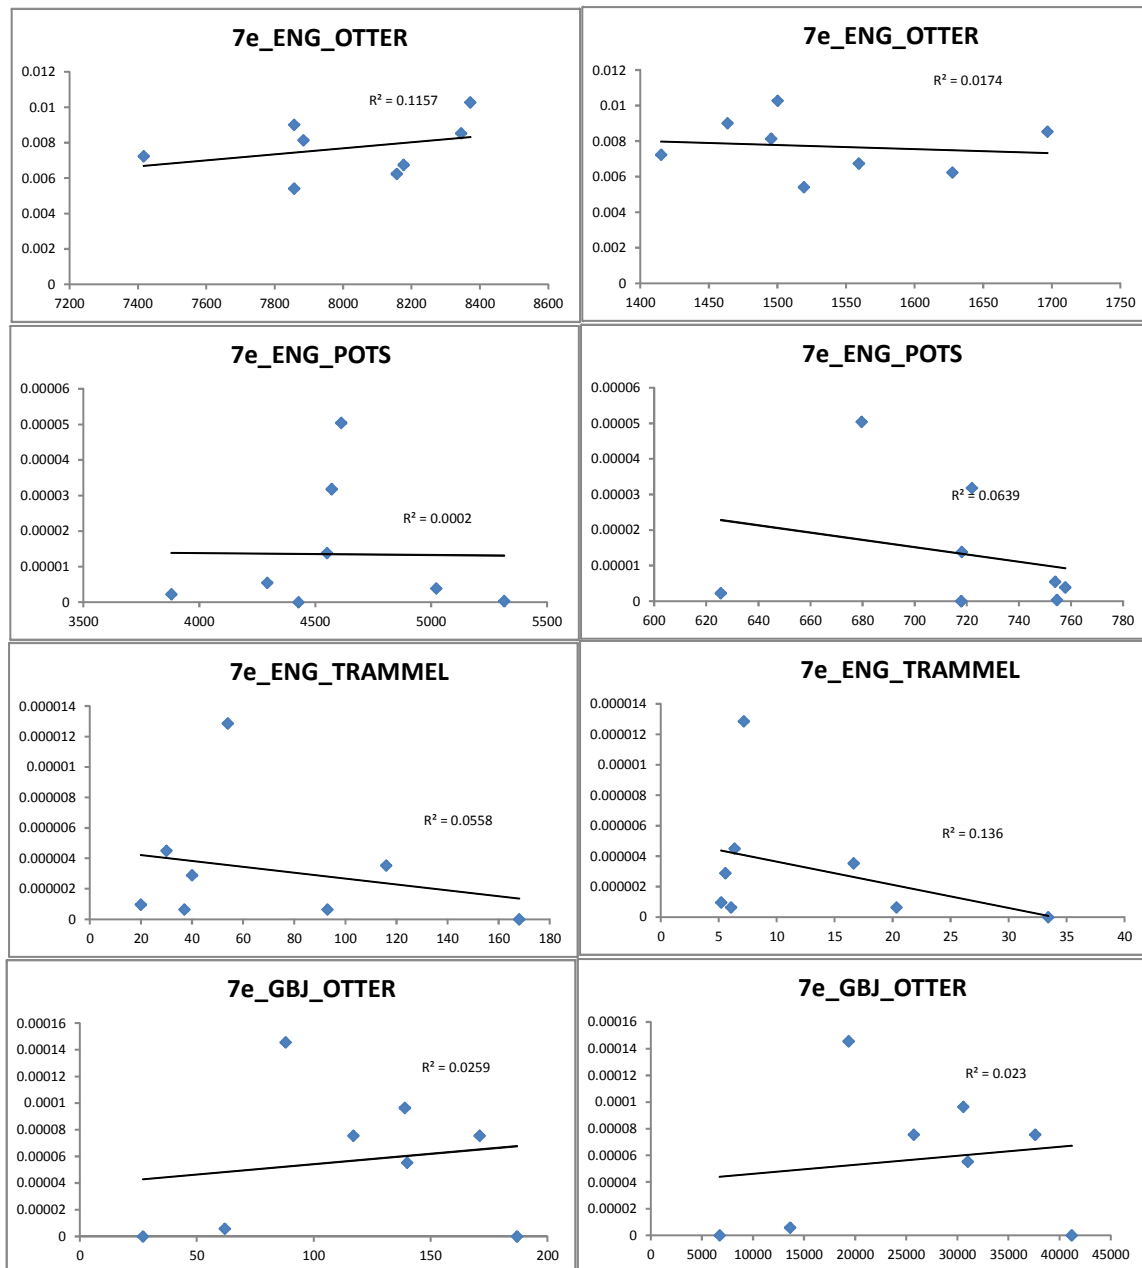 7e_ENG_OTTER
R² = 0.1157
0.012
0.01
0.008
0.006
0.004
0.002
0
7200 7400 7600 7800 8000 8200 8400 8600
7e_ENG_OTTER
R² = 0.0174
0.012
0.01
0.008
0.006
0.004
0.002
0
1400 1450 1500 1550 1600 1650 1700 1750
7e_ENG_POTS
0.00006
0.00005
0.00004
0.00003
R² = 0.0002
0.00002
0.00001
0
3500 4000 4500 5000 5500
7e_ENG_POTS
0.00006
0.00005
0.00004
0.00003
R² = 0.0639
0.00002
0.00001
0
600 620 640 660 680 700 720 740 760 780
7e_ENG_TRAMMEL
0.000014
0.000012
0.00001
0.000008
0.000006
R² = 0.0558
0.000004
0.000002
0
0 20 40 60 80 100 120 140 160 180
7e_ENG_TRAMMEL
0.000014
0.000012
0.00001
0.000008
0.000006
R² = 0.136
0.000004
0.000002
0
0 5 10 15 20 25 30 35 40
7e_GBJ_OTTER
0.00016
0.00014
R² = 0.0259
0.00012
0.0001
0.00008
0.00006
0.00004
0.00002
0
0 50 100 150 200
7e_GBJ_OTTER
0.00016
0.00014
R² = 0.023
0.00012
0.0001
0.00008
0.00006
0.00004
0.00002
0
0 5000 10000 15000 20000 25000 30000 35000 40000 45000